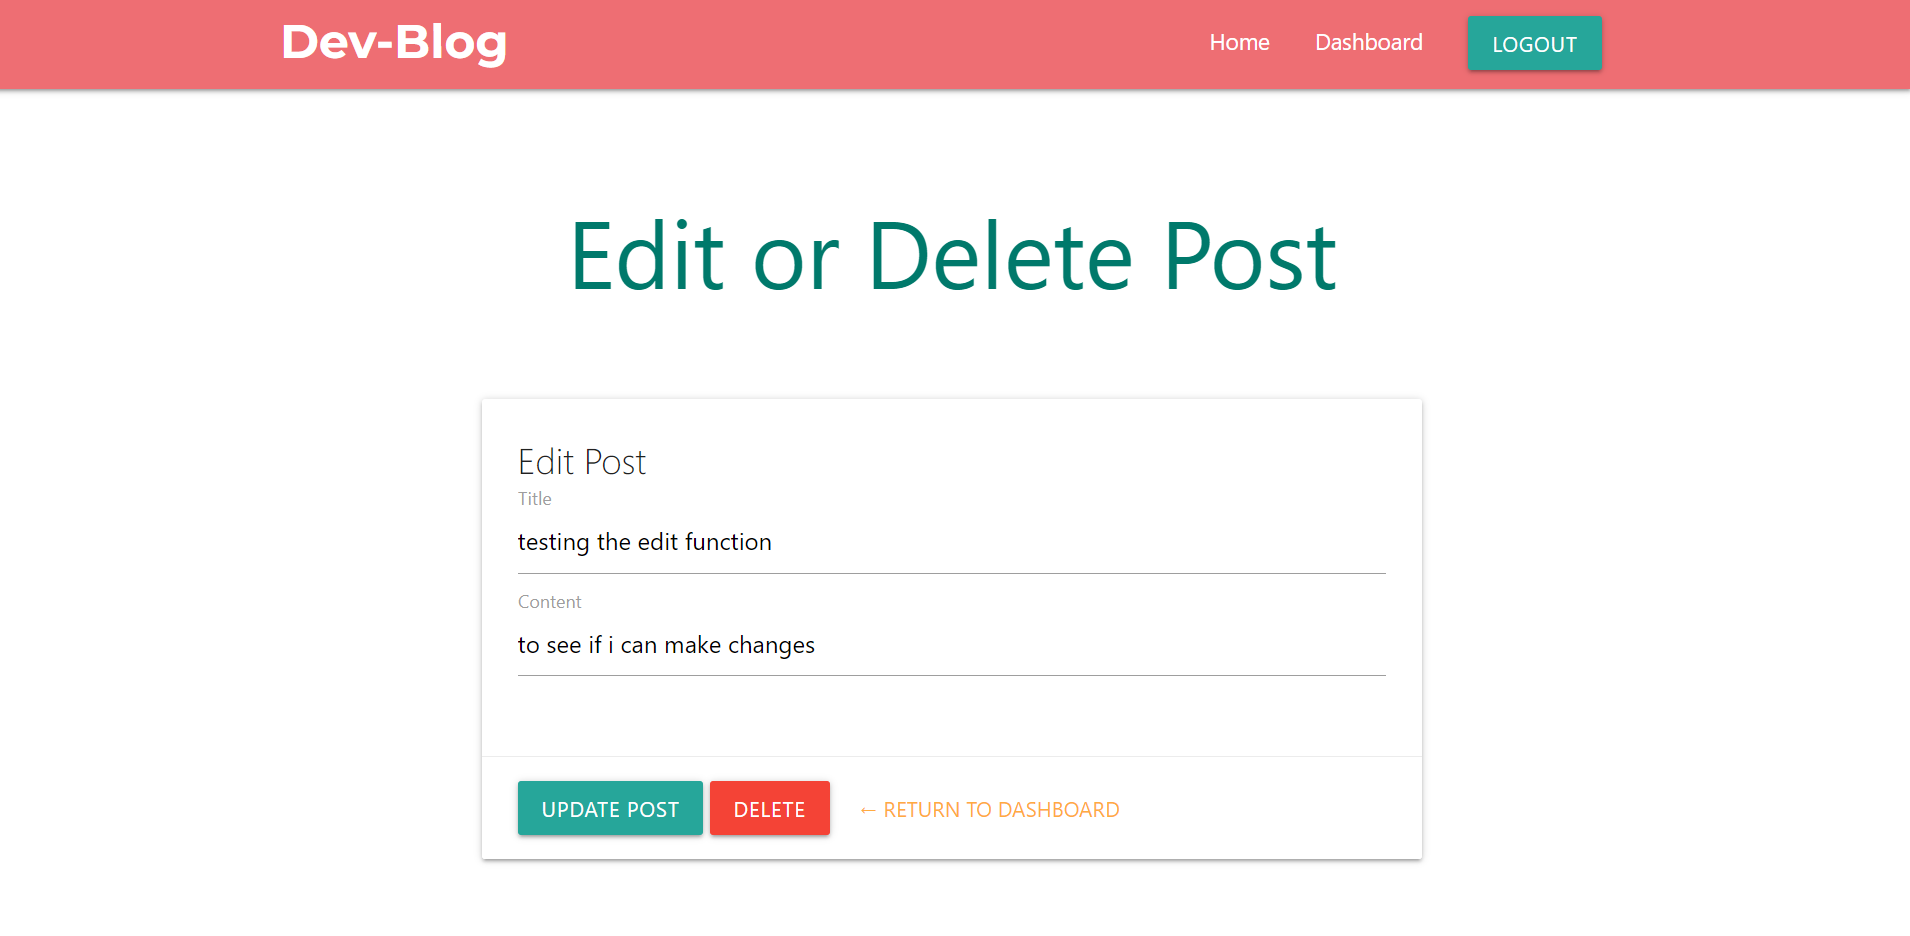 Dev-Blog
Home Dashboard LOGOUT
Edit or Delete Post
Edit Post
Title
testing the edit function
Content
to see if i can make changes
UPDATE POST DELETE ← RETURN TO DASHBOARD